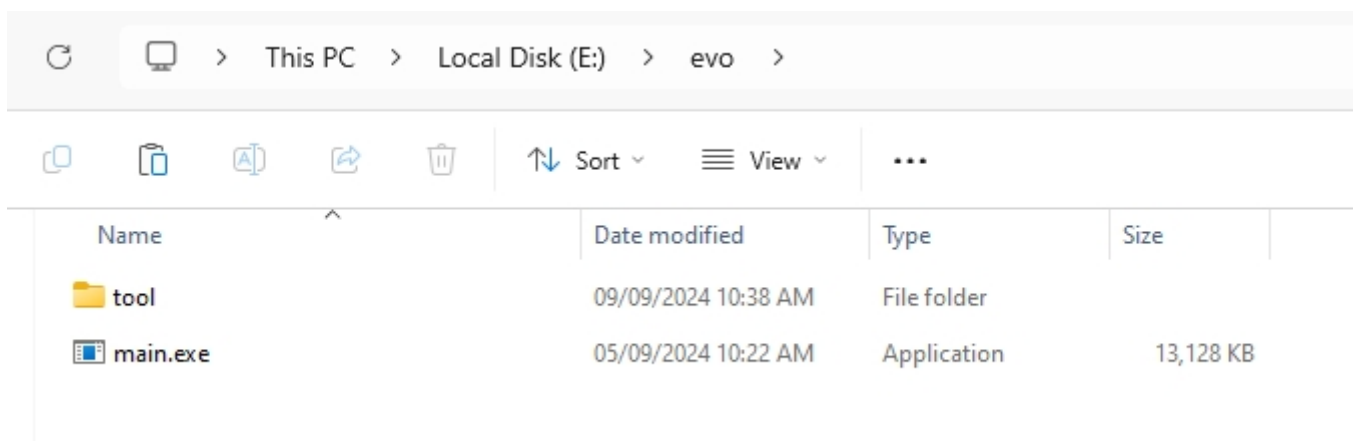 This PC > Local Disk (E:) > evo >
Sort View ...
Name Date modified Type Size
tool 09/09/2024 10:38 AM File folder
main.exe 05/09/2024 10:22 AM Application 13,128 KB